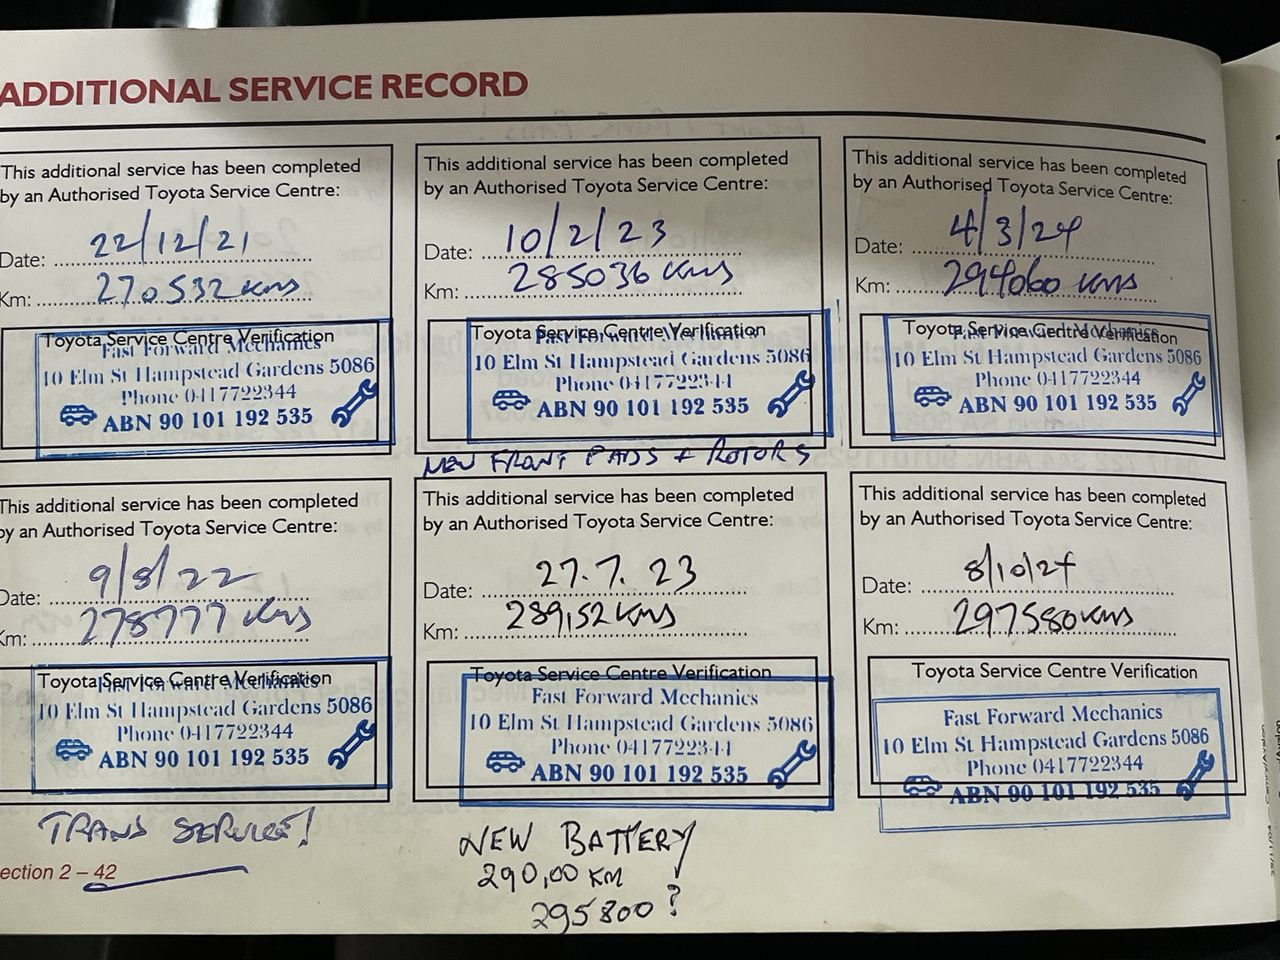 ADDITIONAL SERVICE RECORD
This additional service has been completed
by an Authorised Toyota Service Centre:
Date: 22/12/21
Km: 270532 kms
Toyota Service Centre Verification
Fast Forward Mechanics
10 Elm St Hampstead Gardens 5086
Phone 0417722344
ABN 90 101 192 535
This additional service has been completed
by an Authorised Toyota Service Centre:
Date: 9/8/22
Km: 278777 kms
Toyota Service Centre Verification
Fast Forward Mechanics
10 Elm St Hampstead Gardens 5086
Phone 0417722344
ABN 90 101 192 535
TRANS SERVICE!
ection 2 – 42
This additional service has been completed
by an Authorised Toyota Service Centre:
Date: 10/2/23
Km: 285036 kms
Toyota Service Centre Verification
Fast Forward Mechanics
10 Elm St Hampstead Gardens 5086
Phone 0417722344
ABN 90 101 192 535
NEW FRONT PADS + ROTORS
This additional service has been completed
by an Authorised Toyota Service Centre:
Date: 27.7.23
Km: 289,152 kms
Toyota Service Centre Verification
Fast Forward Mechanics
10 Elm St Hampstead Gardens 5086
Phone 0417722344
ABN 90 101 192 535
NEW BATTERY
290,00 KM
295800?
This additional service has been completed
by an Authorised Toyota Service Centre:
Date: 4/3/24
Km: 294060 kms
Toyota Service Centre Verification
Fast Forward Mechanics
10 Elm St Hampstead Gardens 5086
Phone 0417722344
ABN 90 101 192 535
This additional service has been completed
by an Authorised Toyota Service Centre:
Date: 8/10/24
Km: 297580 kms
Toyota Service Centre Verification
Fast Forward Mechanics
10 Elm St Hampstead Gardens 5086
Phone 0417722344
ABN 90 101 192 535